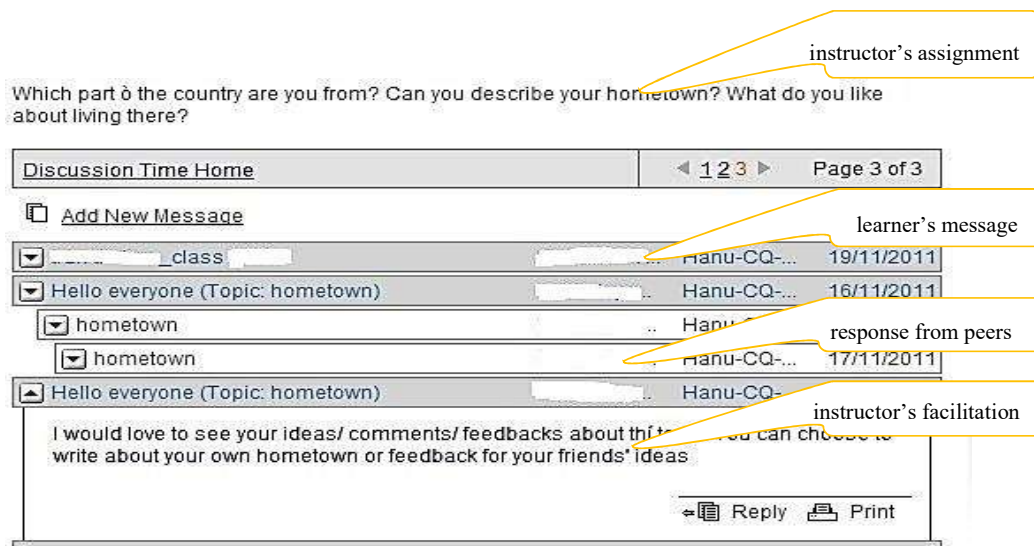 instructor's assignment
Which part ò the country are you from? Can you describe your hometown? What do you like
about living there?
Discussion Time Home 1 2 3 Page 3 of 3
Add New Message
learner's message
_class Hanu-CQ-... 19/11/2011
Hello everyone (Topic: hometown) .. Hanu-CQ-... 16/11/2011
hometown ..
response from peers
hometown Hanu-CQ-... 17/11/2011
Hello everyone (Topic: hometown) .. Hanu-CQ-
instructor's facilitation
I would love to see your ideas/ comments/ feedbacks about thí can choose to
write about your own hometown or feedback for your friends' ideas
Reply Print